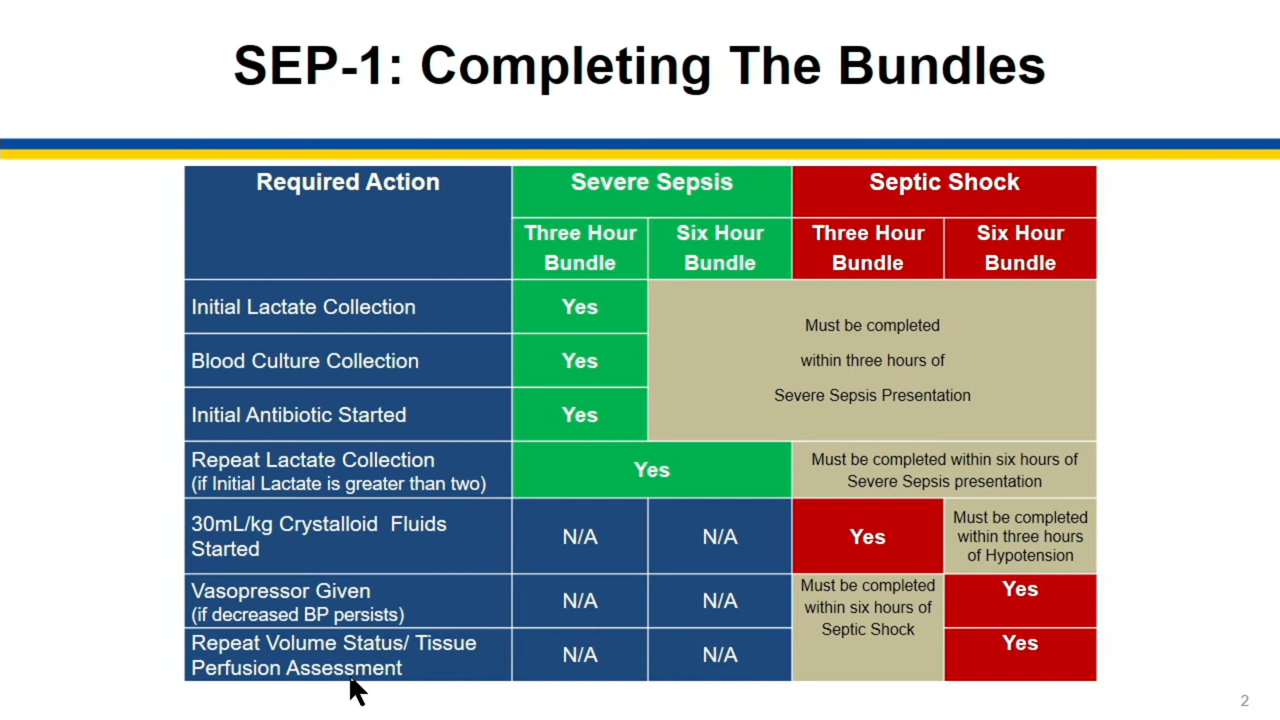 SEP-1: Completing The Bundles
Required Action
Severe Sepsis
Septic Shock
Three Hour
Bundle
Six Hour
Bundle
Three Hour
Bundle
Six Hour
Bundle
Initial Lactate Collection
Yes
Must be completed
within three hours of
Severe Sepsis Presentation
Blood Culture Collection
Yes
Initial Antibiotic Started
Yes
Repeat Lactate Collection
(if Initial Lactate is greater than two)
Yes
Must be completed within six hours of
Severe Sepsis presentation
30mL/kg Crystalloid Fluids
Started
N/A
N/A
Yes
Must be completed
within three hours
of Hypotension
Vasopressor Given
(if decreased BP persists)
N/A
N/A
Must be completed
within six hours of
Septic Shock
Yes
Repeat Volume Status/ Tissue
Perfusion Assessment
N/A
N/A
Yes
2